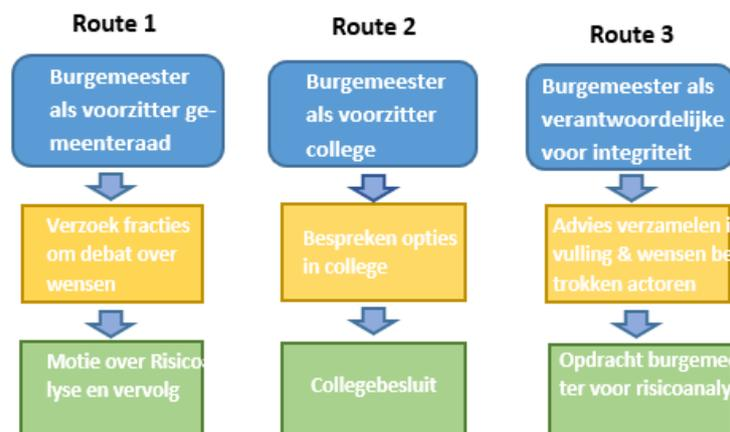 Route 1
Burgemeester
als voorzitter ge-
meenteraad
Verzoek fracties
om debat over
wensen
Motie over Risico
lyse en vervolg
Route 2
Burgemeester
als voorzitter
college
Bespreken opties
in college
Collegebesluit
Route 3
Burgemeester als
verantwoordelijke
voor integriteit
Advies verzamelen
vulling & wensen be
trokken actoren
Opdracht
ter voor